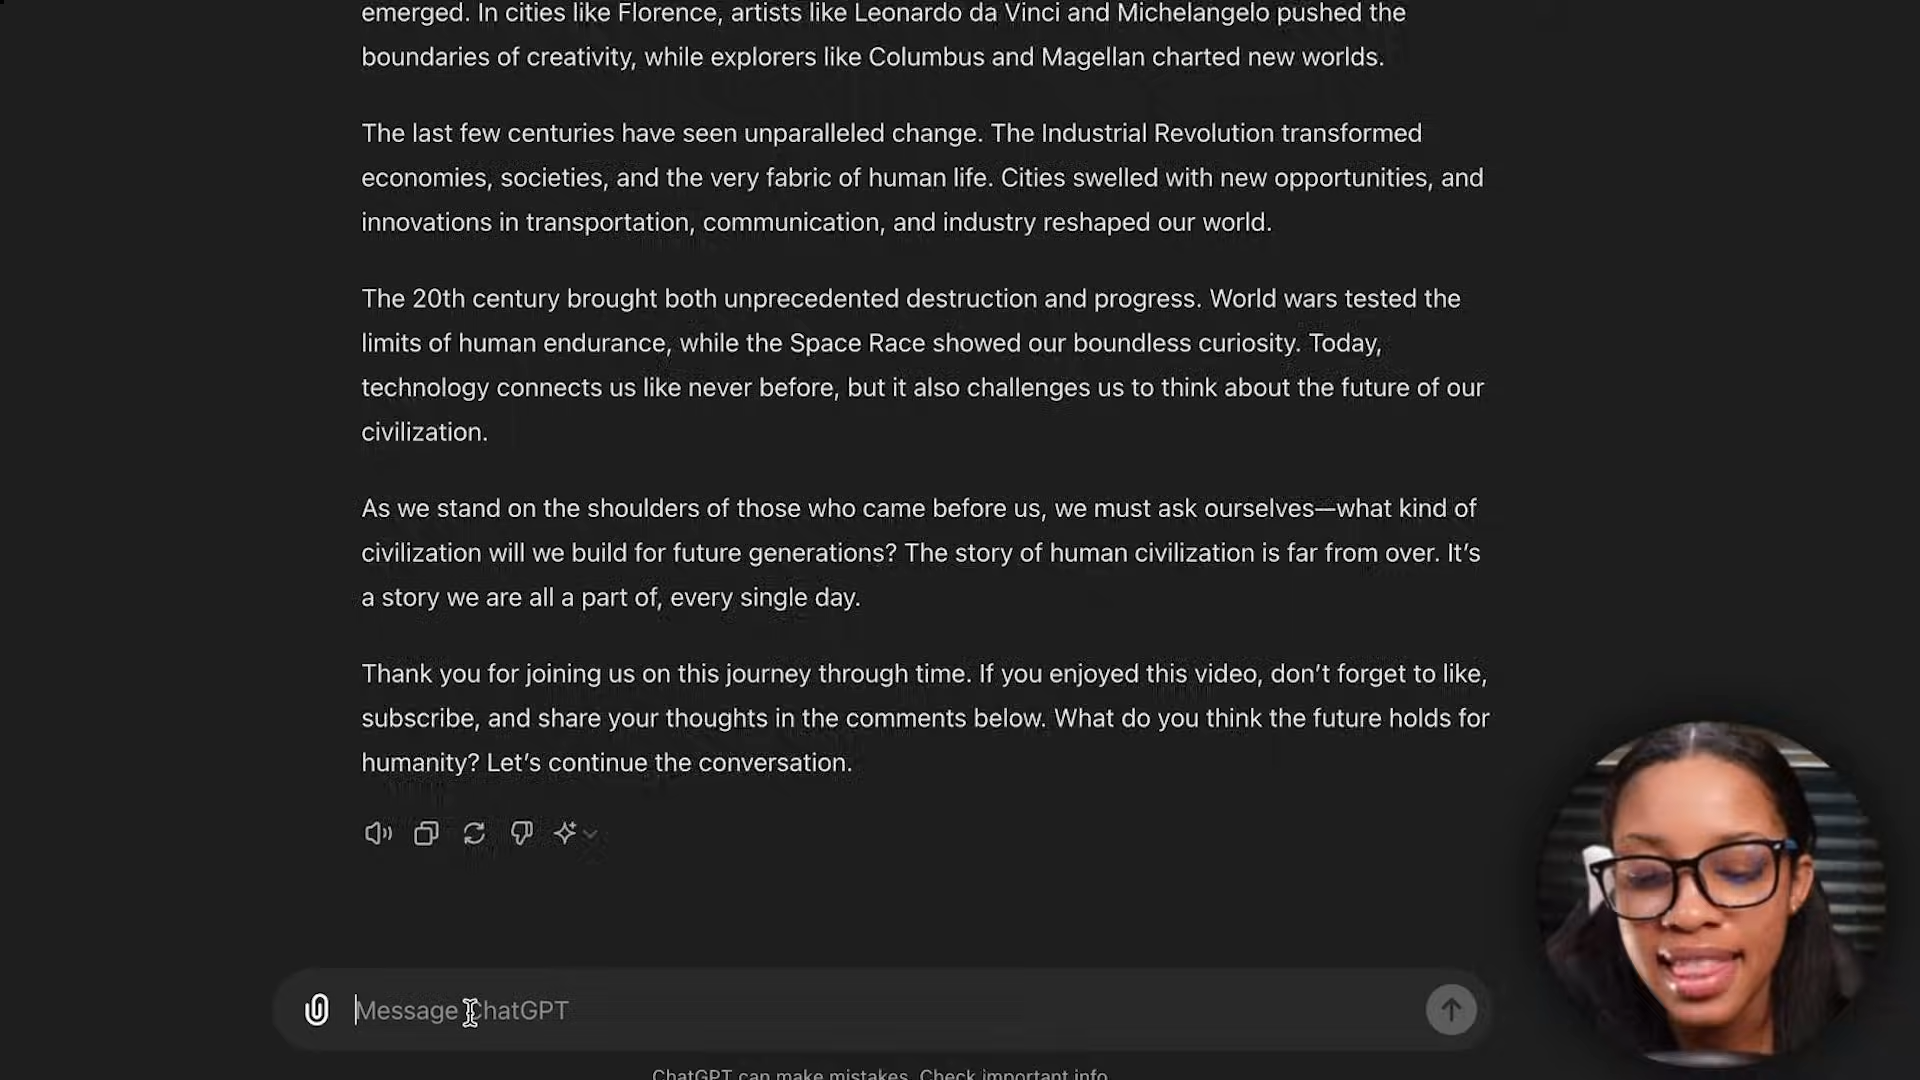 emerged. In cities like Florence, artists like Leonardo da Vinci and Michelangelo pushed the
boundaries of creativity, while explorers like Columbus and Magellan charted new worlds.
The last few centuries have seen unparalleled change. The Industrial Revolution transformed
economies, societies, and the very fabric of human life. Cities swelled with new opportunities, and
innovations in transportation, communication, and industry reshaped our world.
The 20th century brought both unprecedented destruction and progress. World wars tested the
limits of human endurance, while the Space Race showed our boundless curiosity. Today,
technology connects us like never before, but it also challenges us to think about the future of our
civilization.
As we stand on the shoulders of those who came before us, we must ask ourselves—what kind of
civilization will we build for future generations? The story of human civilization is far from over. It’s
a story we are all a part of, every single day.
Thank you for joining us on this journey through time. If you enjoyed this video, don’t forget to like,
subscribe, and share your thoughts in the comments below. What do you think the future holds for
humanity? Let’s continue the conversation.
Message ChatGPT
ChatGPT can make mistakes. Check important info.